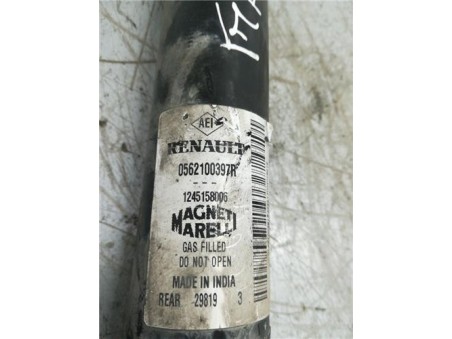 AEI
RENAULT
0562100397R
---
1245158006
MAGNETI
MARELLI
GAS FILLED
DO NOT OPEN
MADE IN INDIA
REAR 29819 3